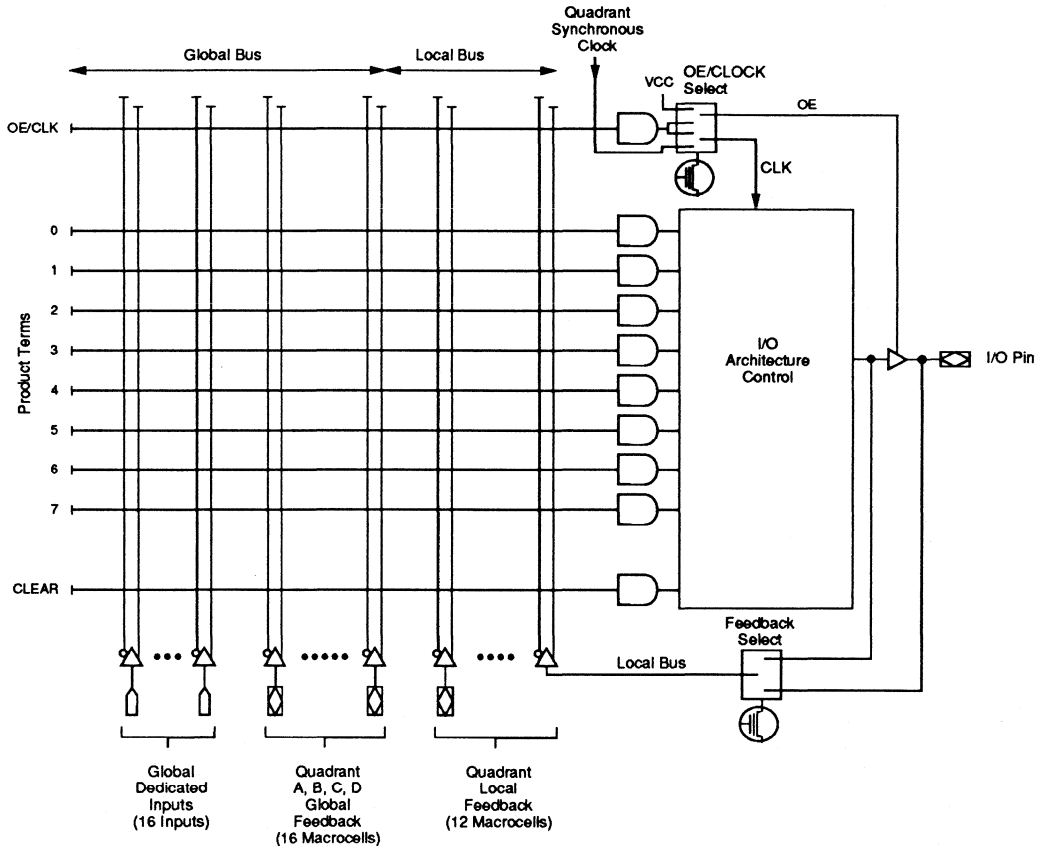 Quadrant
Synchronous
Clock
Global Bus
Local Bus
OE/CLOCK
Select
VCC
OE
OE/CLK
CLK
Product Terms
0
1
2
3
4
5
6
7
I/O
Architecture
Control
I/O Pin
CLEAR
Feedback
Select
Local Bus
Global
Dedicated
Inputs
(16 Inputs)
Quadrant
A, B, C, D
Global
Feedback
(16 Macrocells)
Quadrant
Local
Feedback
(12 Macrocells)